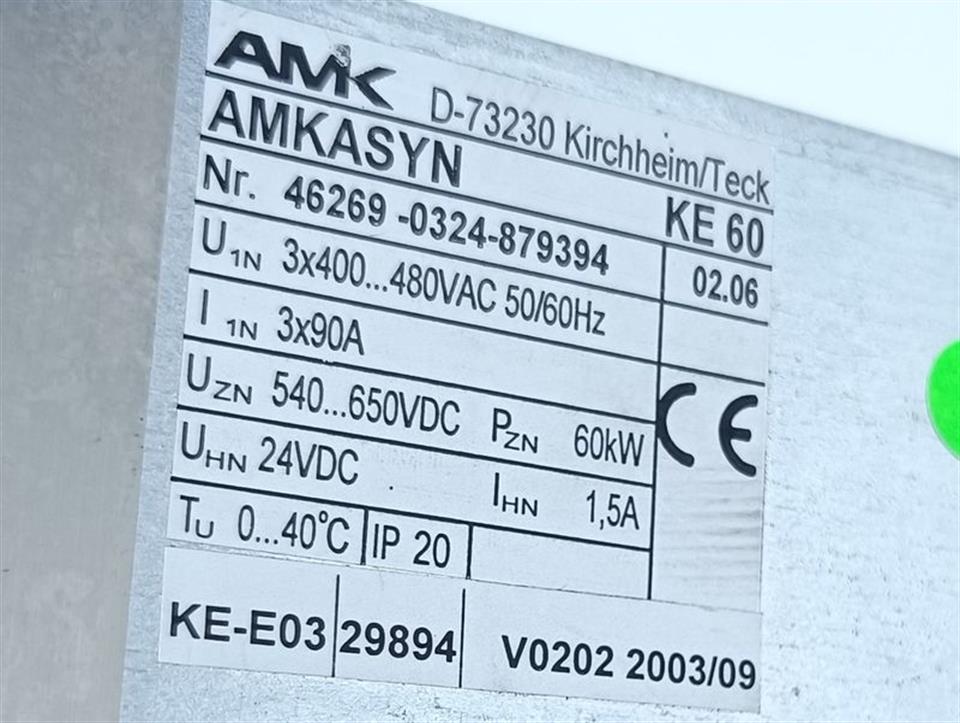 AMK D-73230 Kirchheim/Teck
AMKASYN KE 60
Nr. 46269 -0324-879394 02.06
U1N 3x400...480VAC 50/60Hz
I 1N 3x90A
UZN 540...650VDC PZN 60kW
UHN 24VDC IHN 1,5A
TU 0...40°C IP 20
CE
KE-E03 29894 V0202 2003/09